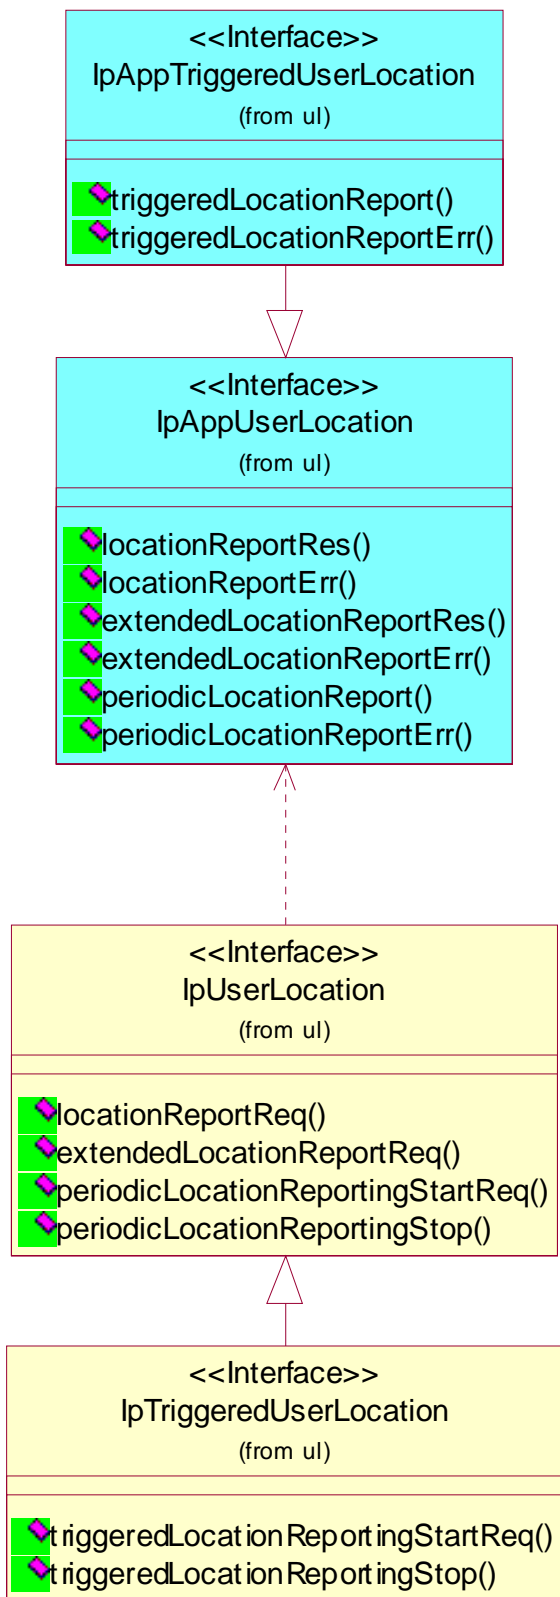 <<Interface>>
IpAppTriggeredUserLocation
(from ul)
triggeredLocationReport()
triggeredLocationReportErr()
<<Interface>>
IpAppUserLocation
(from ul)
locationReportRes()
locationReportErr()
extendedLocationReportRes()
extendedLocationReportErr()
periodicLocationReport()
periodicLocationReportErr()
<<Interface>>
IpUserLocation
(from ul)
locationReportReq()
extendedLocationReportReq()
periodicLocationReportingStartReq()
periodicLocationReportingStop()
<<Interface>>
IpTriggeredUserLocation
(from ul)
triggeredLocationReportingStartReq()
triggeredLocationReportingStop()